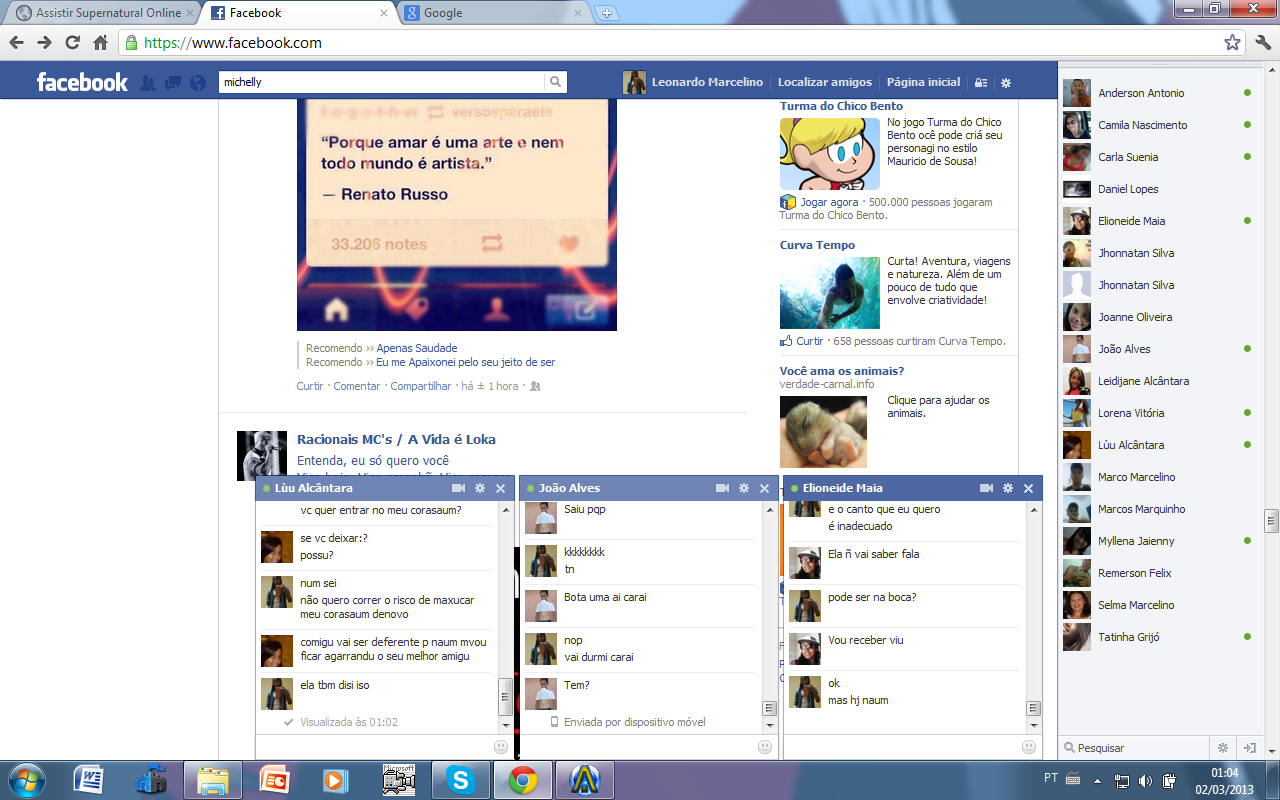 Assistir Supernatural Online
Facebook
Google
https://www.facebook.com
facebook
michelly
Leonardo Marcelino
Localizar amigos
Página inicial
t-o-g-e-t-h-er versosparaele
“Porque amar é uma arte e nem
todo mundo é artista.”
— Renato Russo
33.206 notes
Recomendo ›› Apenas Saudade
Recomendo ›› Eu me Apaixonei pelo seu jeito de ser
Curtir · Comentar · Compartilhar · há ± 1 hora ·
Racionais MC's / A Vida é Loka
Entenda, eu só quero você
Turma do Chico Bento
No jogo Turma do Chico
Bento ocê pode criá seu
personagi no estilo
Mauricio de Sousa!
Jogar agora · 500.000 pessoas jogaram
Turma do Chico Bento.
Curva Tempo
Curta! Aventura, viagens
e natureza. Além de um
pouco de tudo que
envolve criatividade!
Curtir · 658 pessoas curtiram Curva Tempo.
Você ama os animais?
verdade-carnal.info
Clique para ajudar os
animais.
Lùu Alcântara
vc quer entrar no meu corasaum?
se vc deixar:?
possu?
num sei
não quero correr o risco de maxucar
meu corasaum denovo
comigu vai ser deferente p naum mvou
ficar agarrando o seu melhor amigu
ela tbm disi iso
Visualizada às 01:02
João Alves
Saiu pqp
kkkkkkkk
tn
Bota uma ai carai
nop
vai durmi carai
Tem?
Enviada por dispositivo móvel
Elioneide Maia
e o canto que eu quero
é inadecuado
Ela ñ vai saber fala
pode ser na boca?
Vou receber viu
ok
mas hj naum
Anderson Antonio
Camila Nascimento
Carla Suenia
Daniel Lopes
Elioneide Maia
Jhonnatan Silva
Jhonnatan Silva
Joanne Oliveira
João Alves
Leidijane Alcântara
Lorena Vitória
Lùu Alcântara
Marco Marcelino
Marcos Marquinho
Myllena Jaienny
Remerson Felix
Selma Marcelino
Tatinha Grijó
Pesquisar
Microsoft
PT
01:04
02/03/2013